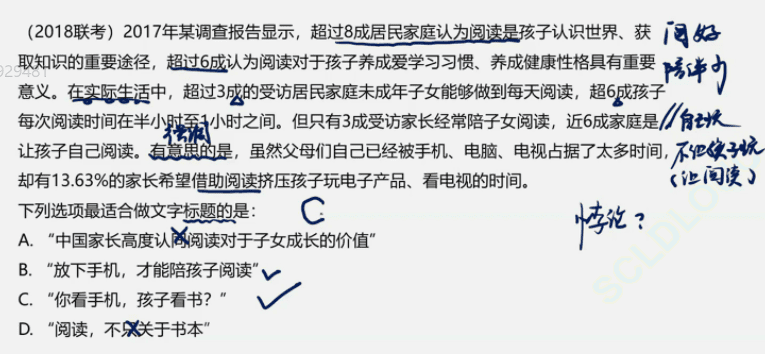 （2018联考）2017年某调查报告显示，超过8成居民家庭认为阅读是孩子认识世界、获
取知识的重要途径，超过6成认为阅读对于孩子养成爱学习习惯、养成健康性格具有重要
意义。在实际生活中，超过3成的受访居民家庭未成年子女能够做到每天阅读，超6成孩子
每次阅读时间在半小时至1小时之间。但只有3成受访家长经常陪子女阅读，近6成家庭是
让孩子自己阅读。有意思的是，虽然父母们自己已经被手机、电脑、电视占据了太多时间，
却有13.63%的家长希望借助阅读挤压孩子玩电子产品、看电视的时间。
下列选项最适合做文字标题的是：
C
A. “中国家长高度认同阅读对于子女成长的价值”
B. “放下手机，才能陪孩子阅读”
C. “你看手机，孩子看书？“
D. “阅读，不只关于书本”
阅好
陪伴少
强调
自己玩
不让孩子玩
（让阅读）
悖论？
929481
SCLDLO